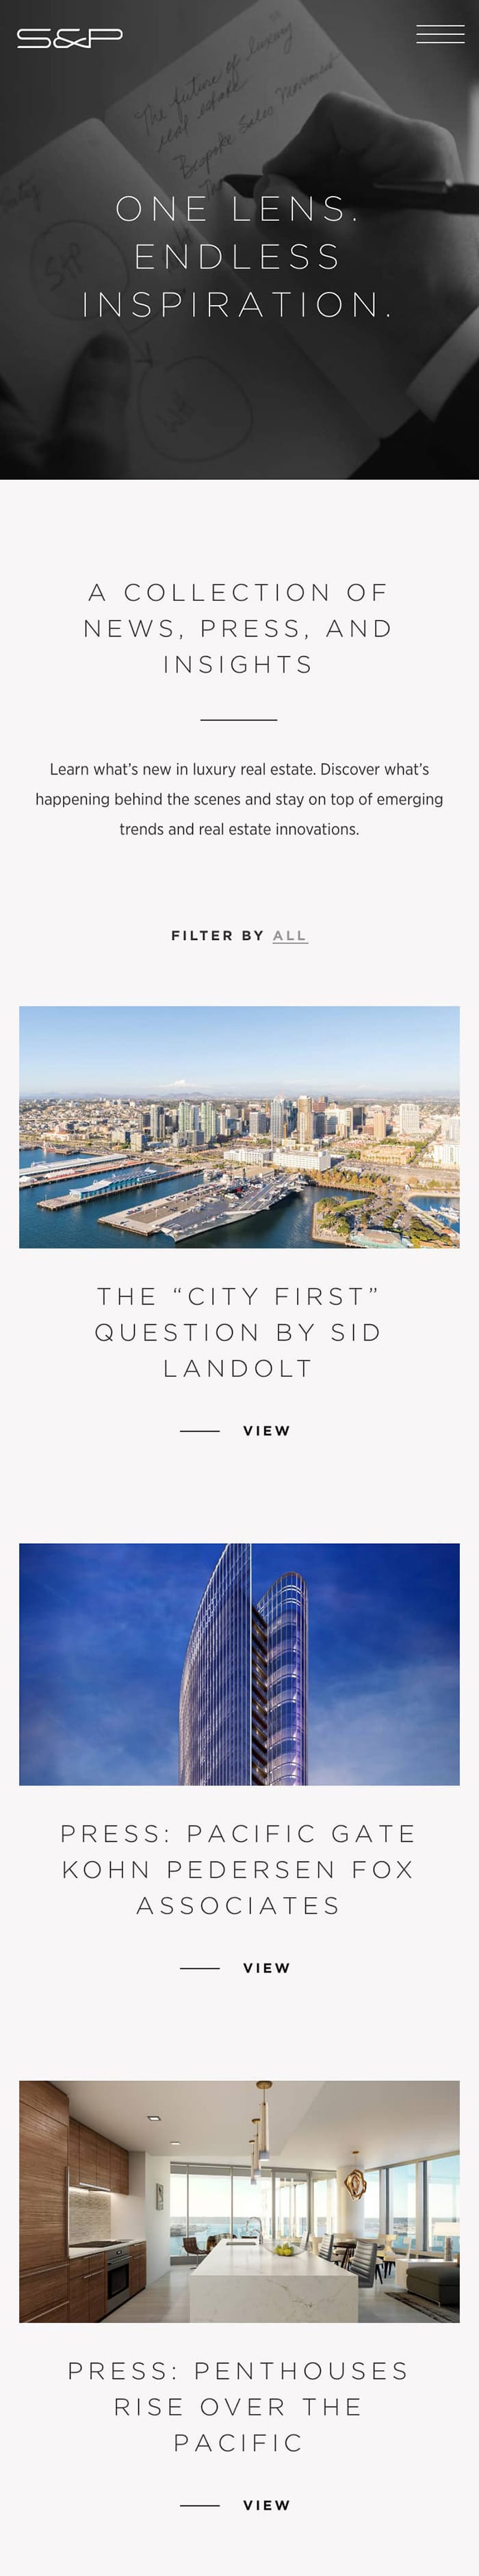 S&P
The future of luxury
real estate
Bespoke Sales Movement
The
ONE LENS.
ENDLESS
INSPIRATION.
A COLLECTION OF
NEWS, PRESS, AND
INSIGHTS
Learn what’s new in luxury real estate. Discover what’s
happening behind the scenes and stay on top of emerging
trends and real estate innovations.
FILTER BY ALL
THE “CITY FIRST”
QUESTION BY SID
LANDOLT
VIEW
PRESS: PACIFIC GATE
KOHN PEDERSEN FOX
ASSOCIATES
VIEW
PRESS: PENTHOUSES
RISE OVER THE
PACIFIC
VIEW